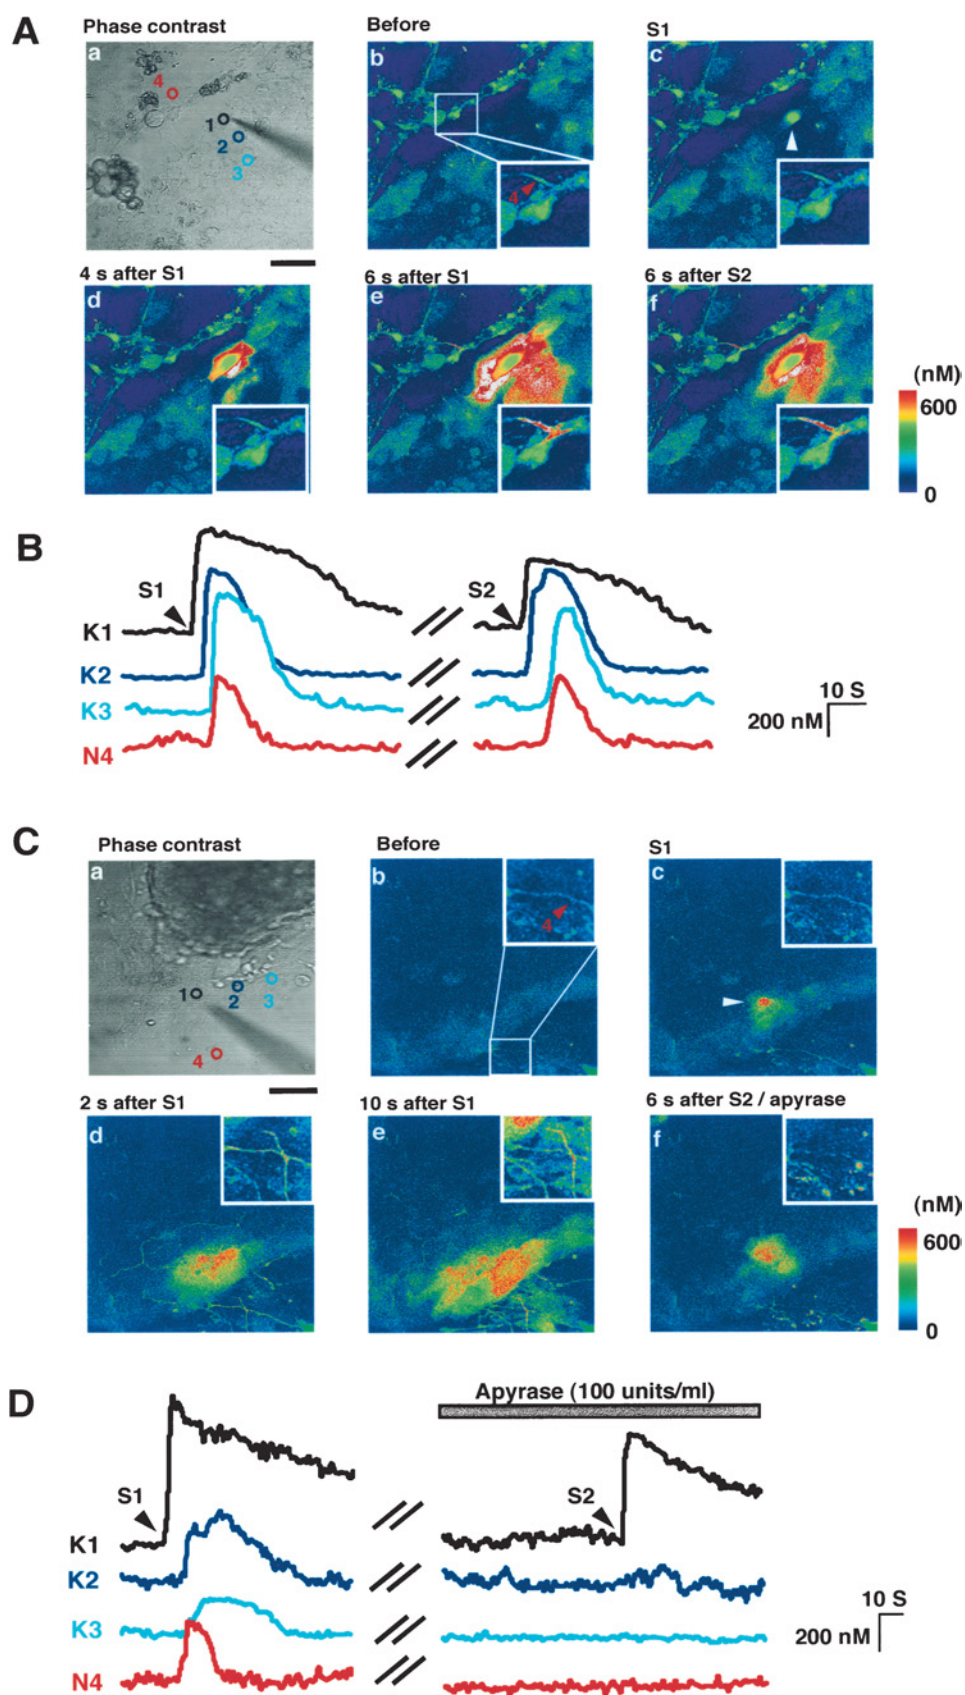 A
Phase contrast
Before
S1
a
b
c
4
1
2
3
4
4 s after S1
6 s after S1
6 s after S2
d
e
f
(nM)
600
0
B
S1
S2
K1
K2
K3
N4
10 S
200 nM
C
Phase contrast
Before
S1
a
b
c
4
1
2
3
4
2 s after S1
10 s after S1
6 s after S2 / apyrase
d
e
f
(nM)
600
0
D
Apyrase (100 units/ml)
S1
S2
K1
K2
K3
N4
10 S
200 nM